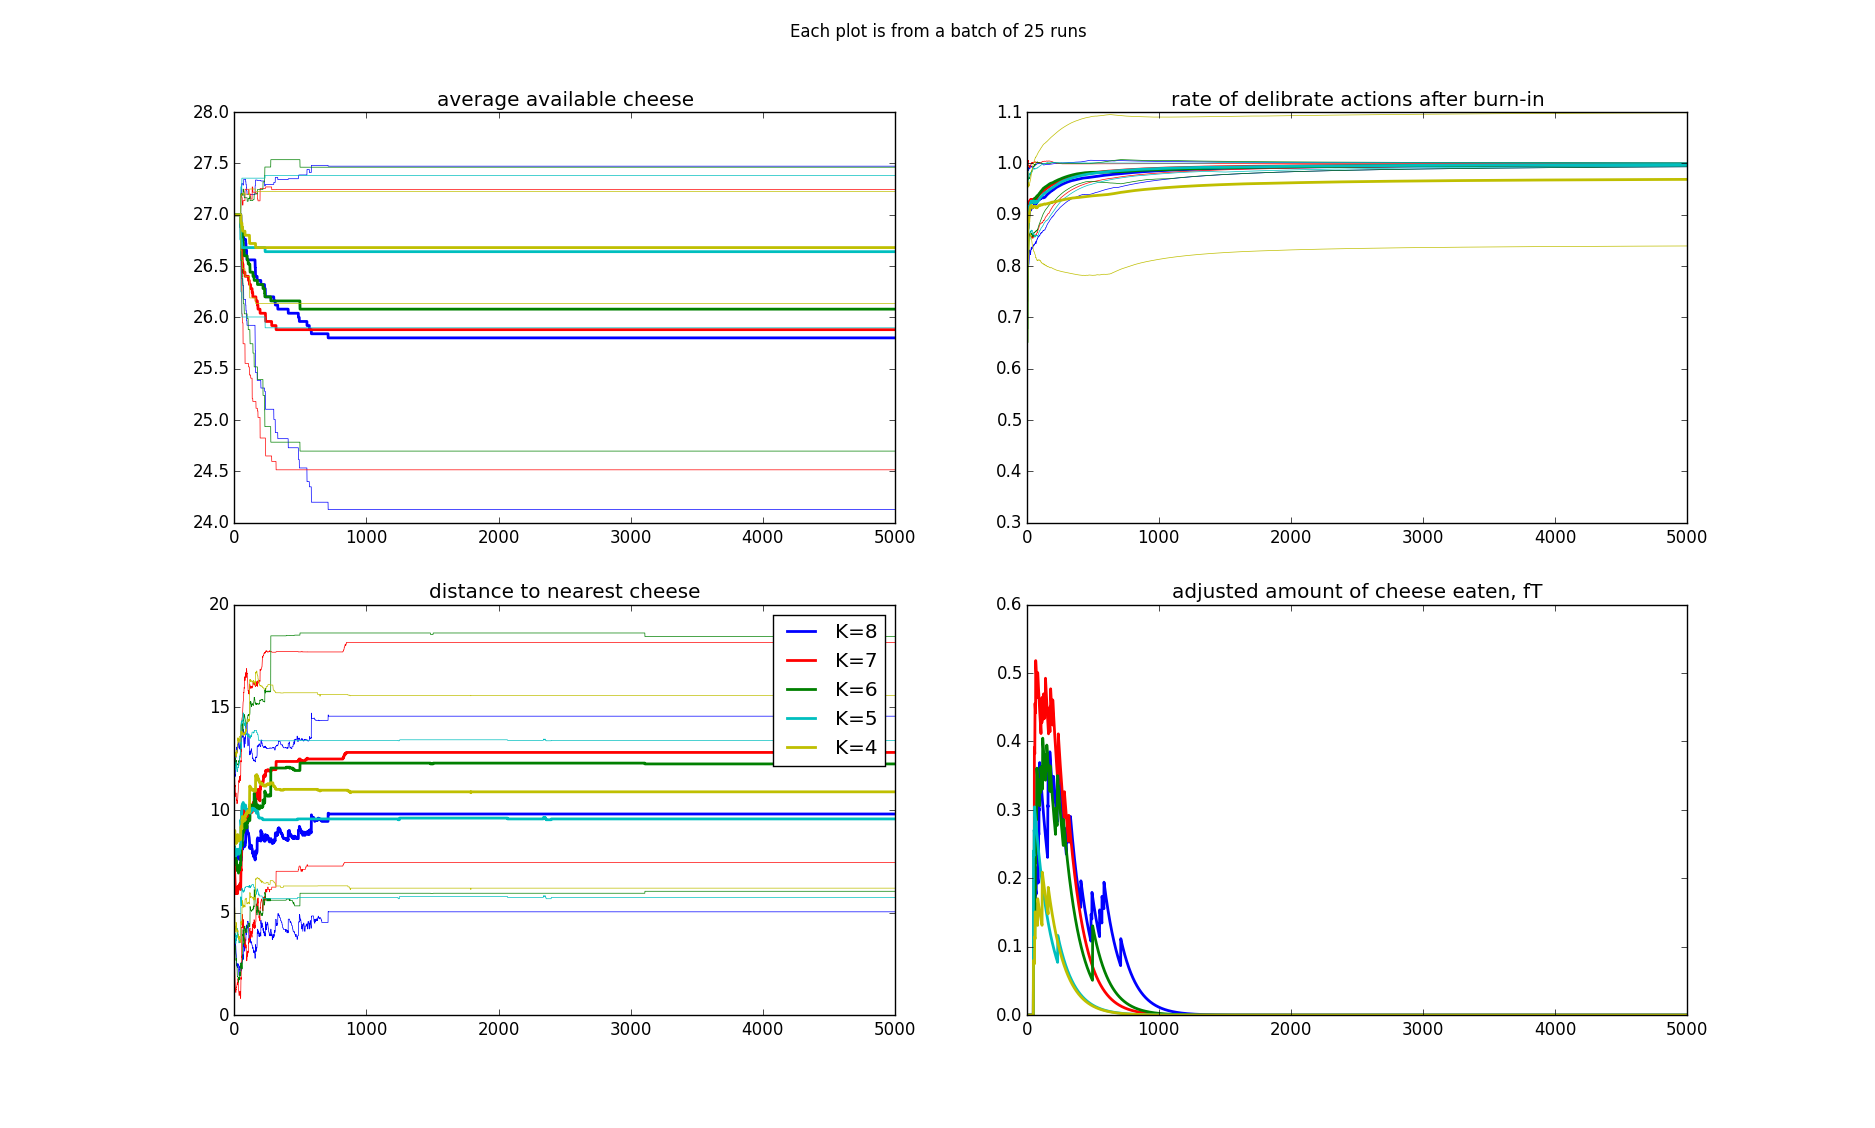 Each plot is from a batch of 25 runs
average available cheese
28.0
27.5
27.0
26.5
26.0
25.5
25.0
24.5
24.0
0 1000 2000 3000 4000 5000
rate of delibrate actions after burn-in
1.1
1.0
0.9
0.8
0.7
0.6
0.5
0.4
0.3
0 1000 2000 3000 4000 5000
distance to nearest cheese
20
15
10
5
0
0 1000 2000 3000 4000 5000
K=8
K=7
K=6
K=5
K=4
adjusted amount of cheese eaten, fT
0.6
0.5
0.4
0.3
0.2
0.1
0.0
0 1000 2000 3000 4000 5000